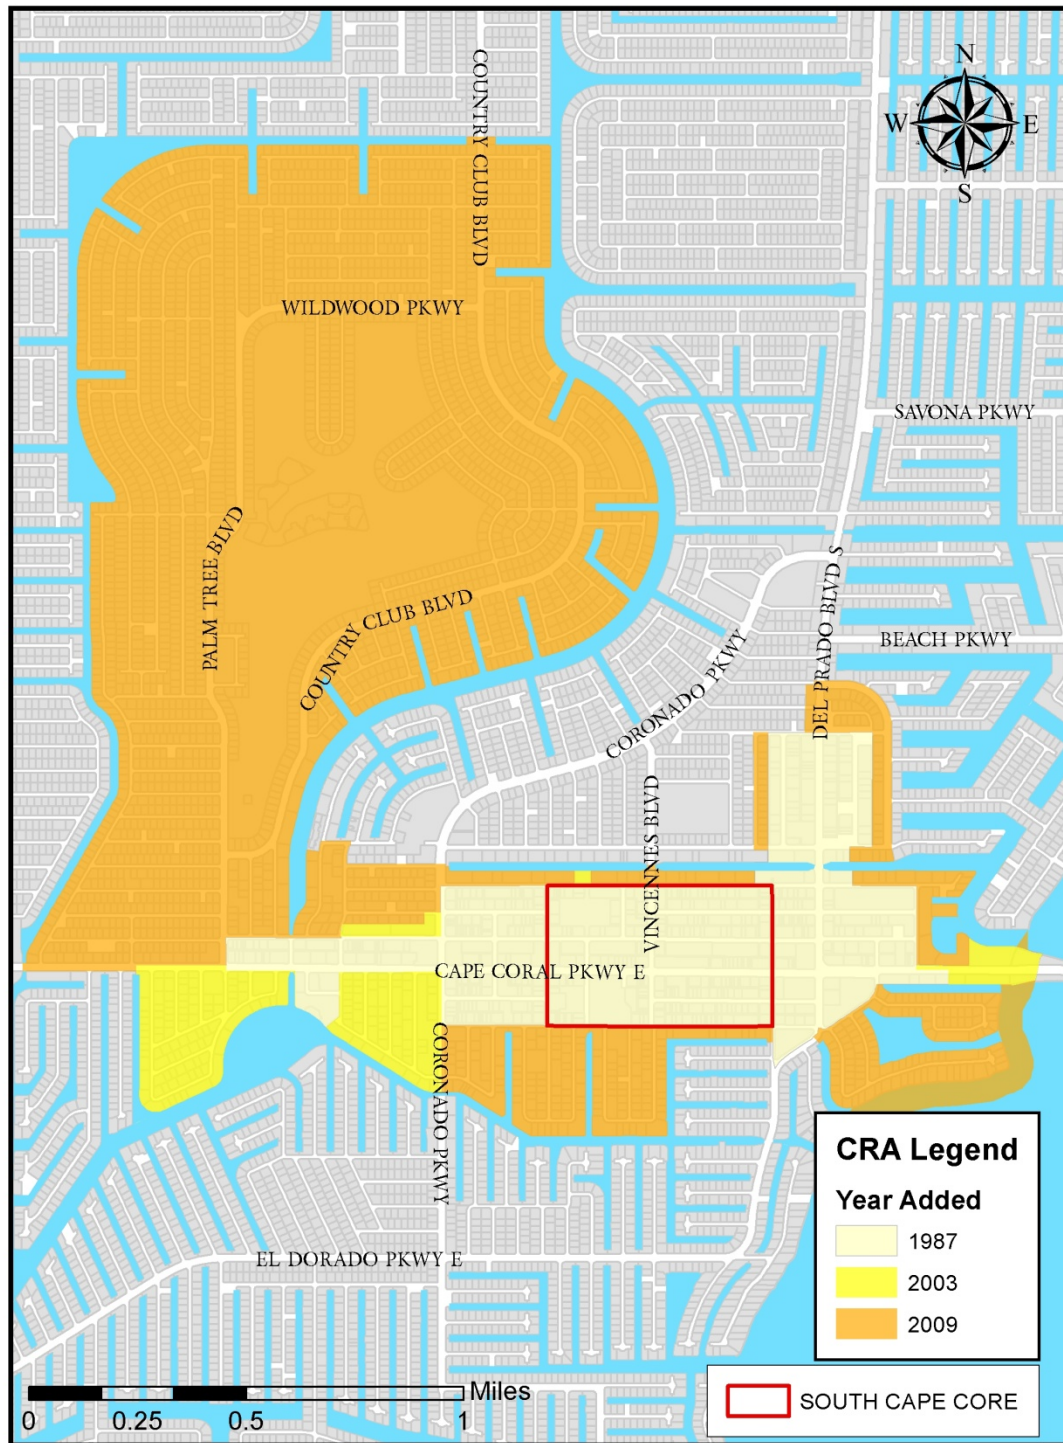 N
W E
S
COUNTRY CLUB BLVD
WILDWOOD PKWY
SAVONA PKWY
PALM TREE BLVD
COUNTRY CLUB BLVD
DEL PRADO BLVD S
BEACH PKWY
CORONADO PKWY
VINCENNES BLVD
CAPE CORAL PKWY E
CORONADO PKWY
EL DORADO PKWY E
CRA Legend
Year Added
1987
2003
2009
SOUTH CAPE CORE
Miles
0 0.25 0.5 1